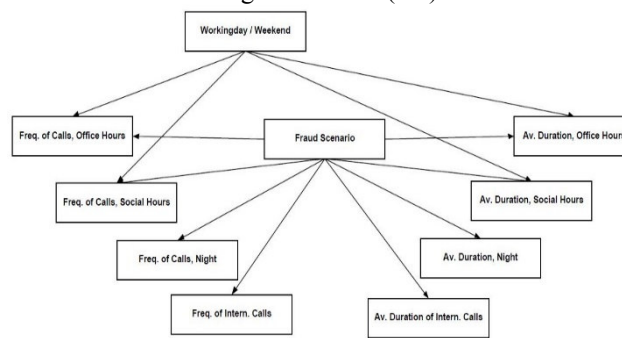 Workingday / Weekend
Freq. of Calls, Office Hours
Fraud Scenario
Av. Duration, Office Hours
Freq. of Calls, Social Hours
Av. Duration, Social Hours
Freq. of Calls, Night
Av. Duration, Night
Freq. of Intern. Calls
Av. Duration of Intern. Calls